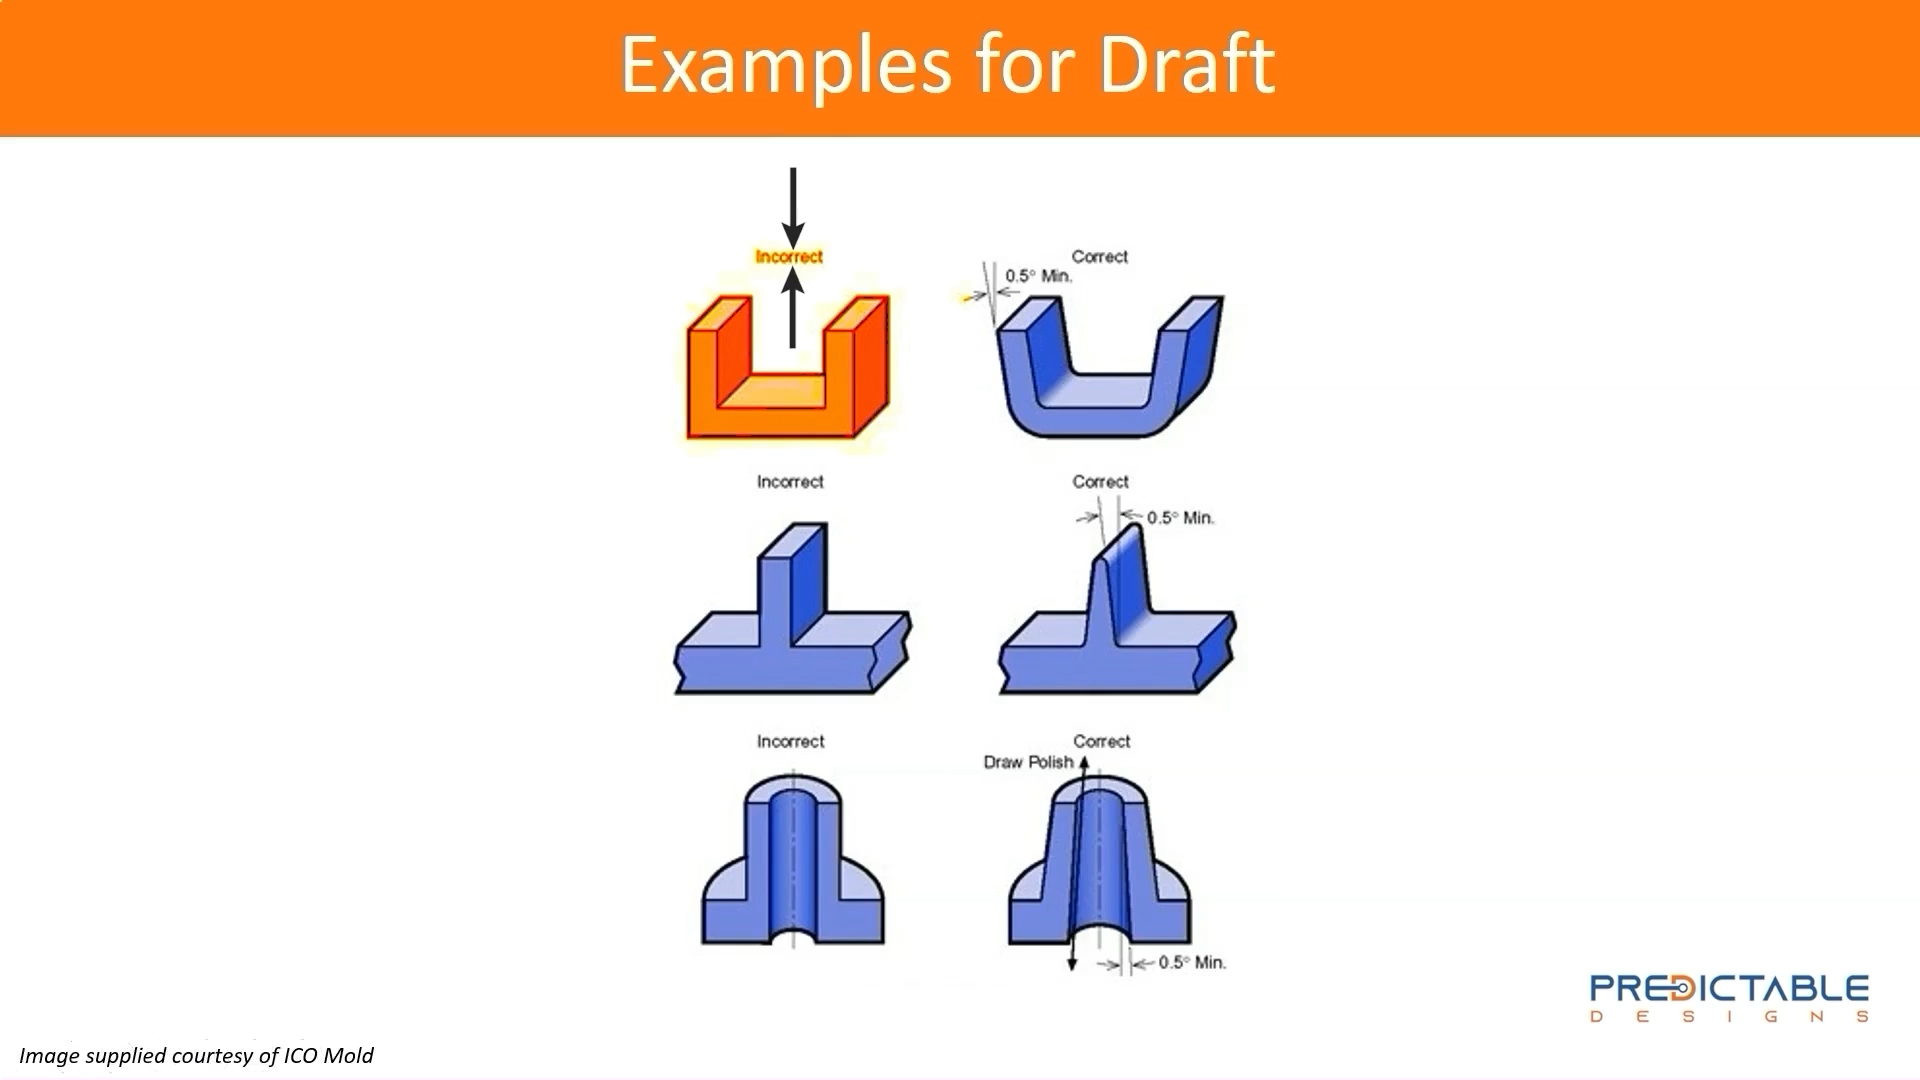 Examples for Draft
Incorrect
Correct
0.5° Min.
Incorrect
Correct
0.5° Min.
Incorrect
Correct
Draw Polish
0.5° Min.
PREDICTABLE
DESIGNS
Image supplied courtesy of ICO Mold